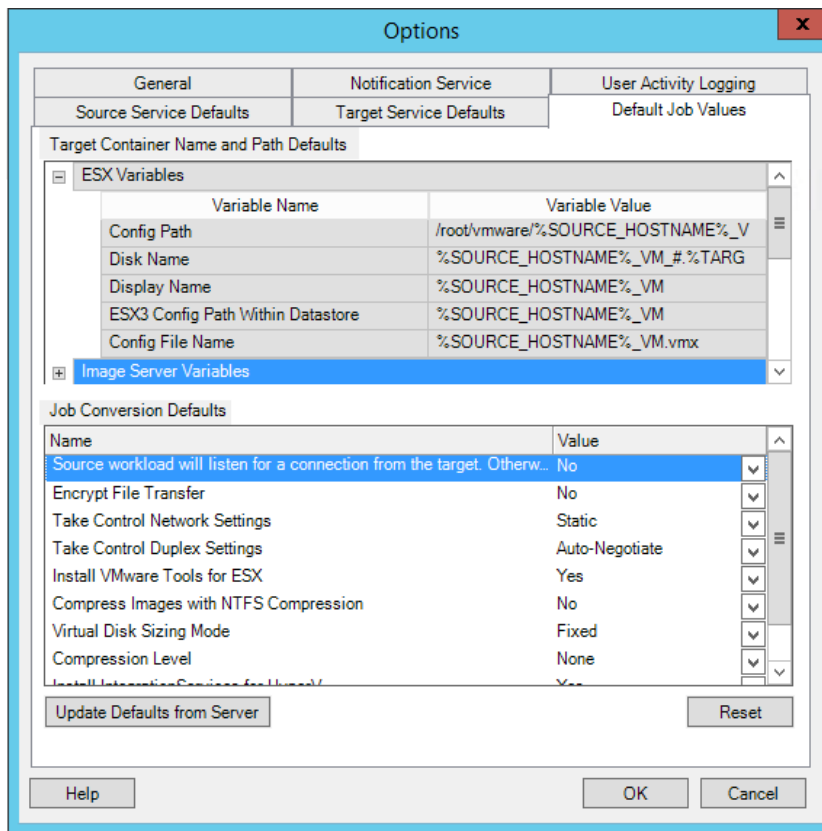 Options
x
General Notification Service User Activity Logging
Source Service Defaults Target Service Defaults Default Job Values
Target Container Name and Path Defaults
ESX Variables
Variable Name Variable Value
Config Path /root/vmware/%SOURCE_HOSTNAME%_V
Disk Name %SOURCE_HOSTNAME%_VM_#.%TARG
Display Name %SOURCE_HOSTNAME%_VM
ESX3 Config Path Within Datastore %SOURCE_HOSTNAME%_VM
Config File Name %SOURCE_HOSTNAME%_VM.vmx
Image Server Variables
Job Conversion Defaults
Name Value
Source workload will listen for a connection from the target. Otherw... No
Encrypt File Transfer No
Take Control Network Settings Static
Take Control Duplex Settings Auto-Negotiate
Install VMware Tools for ESX Yes
Compress Images with NTFS Compression No
Virtual Disk Sizing Mode Fixed
Compression Level None
Install IntegrationServices for HyperV Yes
Update Defaults from Server Reset
Help OK Cancel